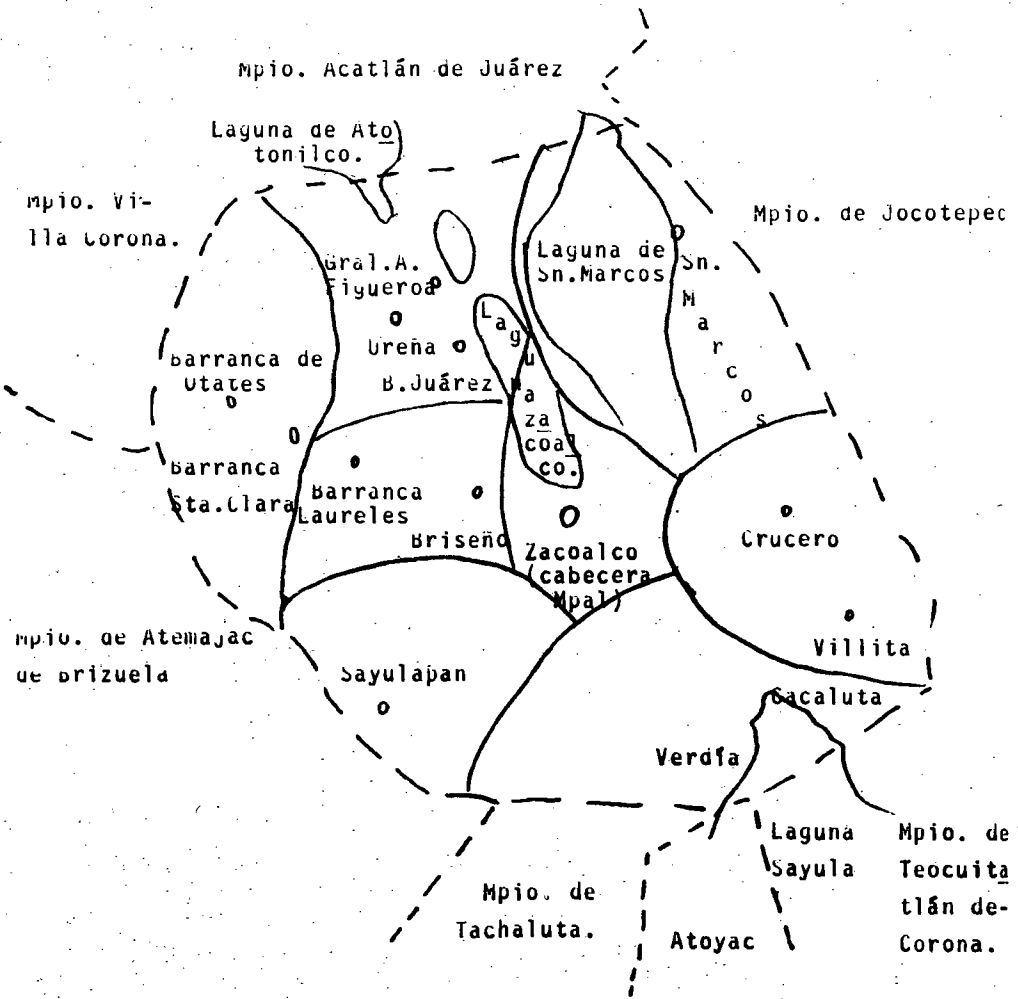 Mpio. Acatlán de Juárez
Laguna de Ato
tonilco.
Mpio. Vi-
lla Corona.
Mpio. de Jocotepec
Laguna de
Sn.Marcos
Sn.
Marcos
Gral.A.
Figueroa
Ureña
B.Juárez
Laguna
za
coal
co.
Barranca de
Otates
Barranca
Sta.Clara
Barranca
Laureles
Briseño
Zacoalco
(cabecera
Mpal)
Crucero
Villita
Mpio. de Atemajac
de Brizuela
Sayulapan
Cacaluta
Verdía
Laguna
Sayula
Mpio. de
Teocuita
tlán de-
Corona.
Mpio. de
Tachaluta.
Atoyac